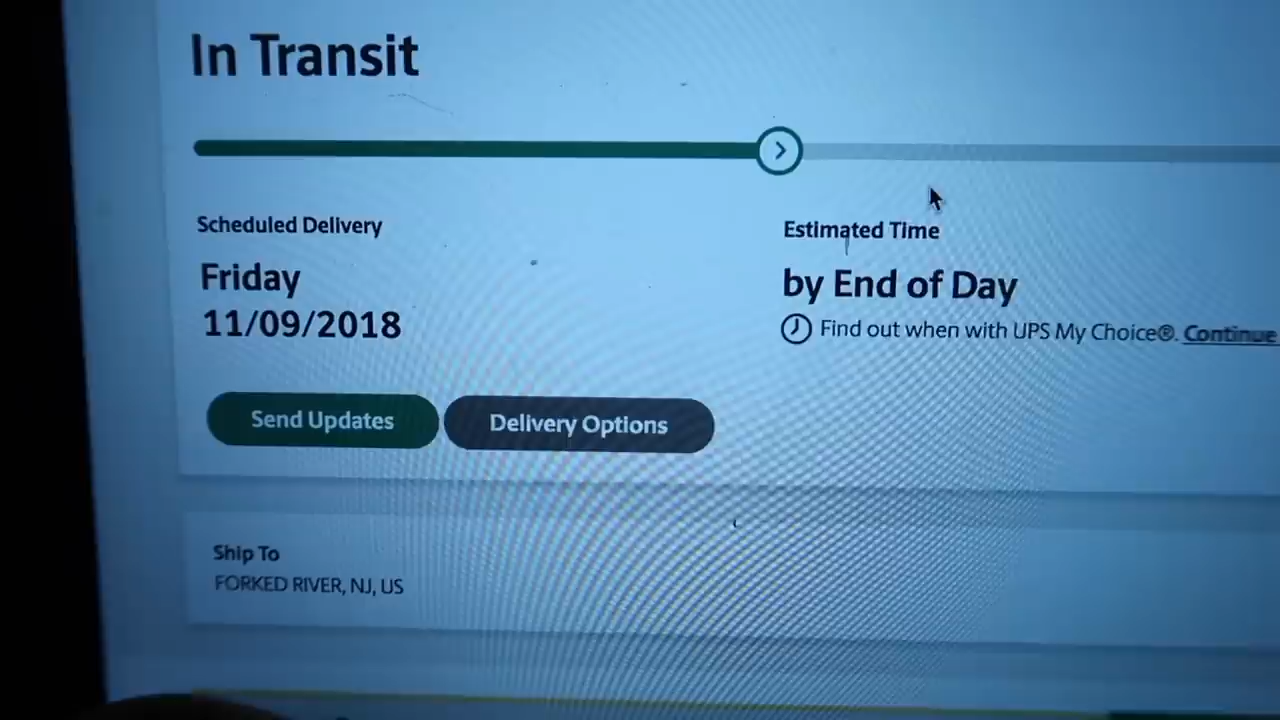 In Transit
Scheduled Delivery
Friday
11/09/2018
Estimated Time
by End of Day
Find out when with UPS My Choice®. Continue
Send Updates
Delivery Options
Ship To
FORKED RIVER, NJ, US